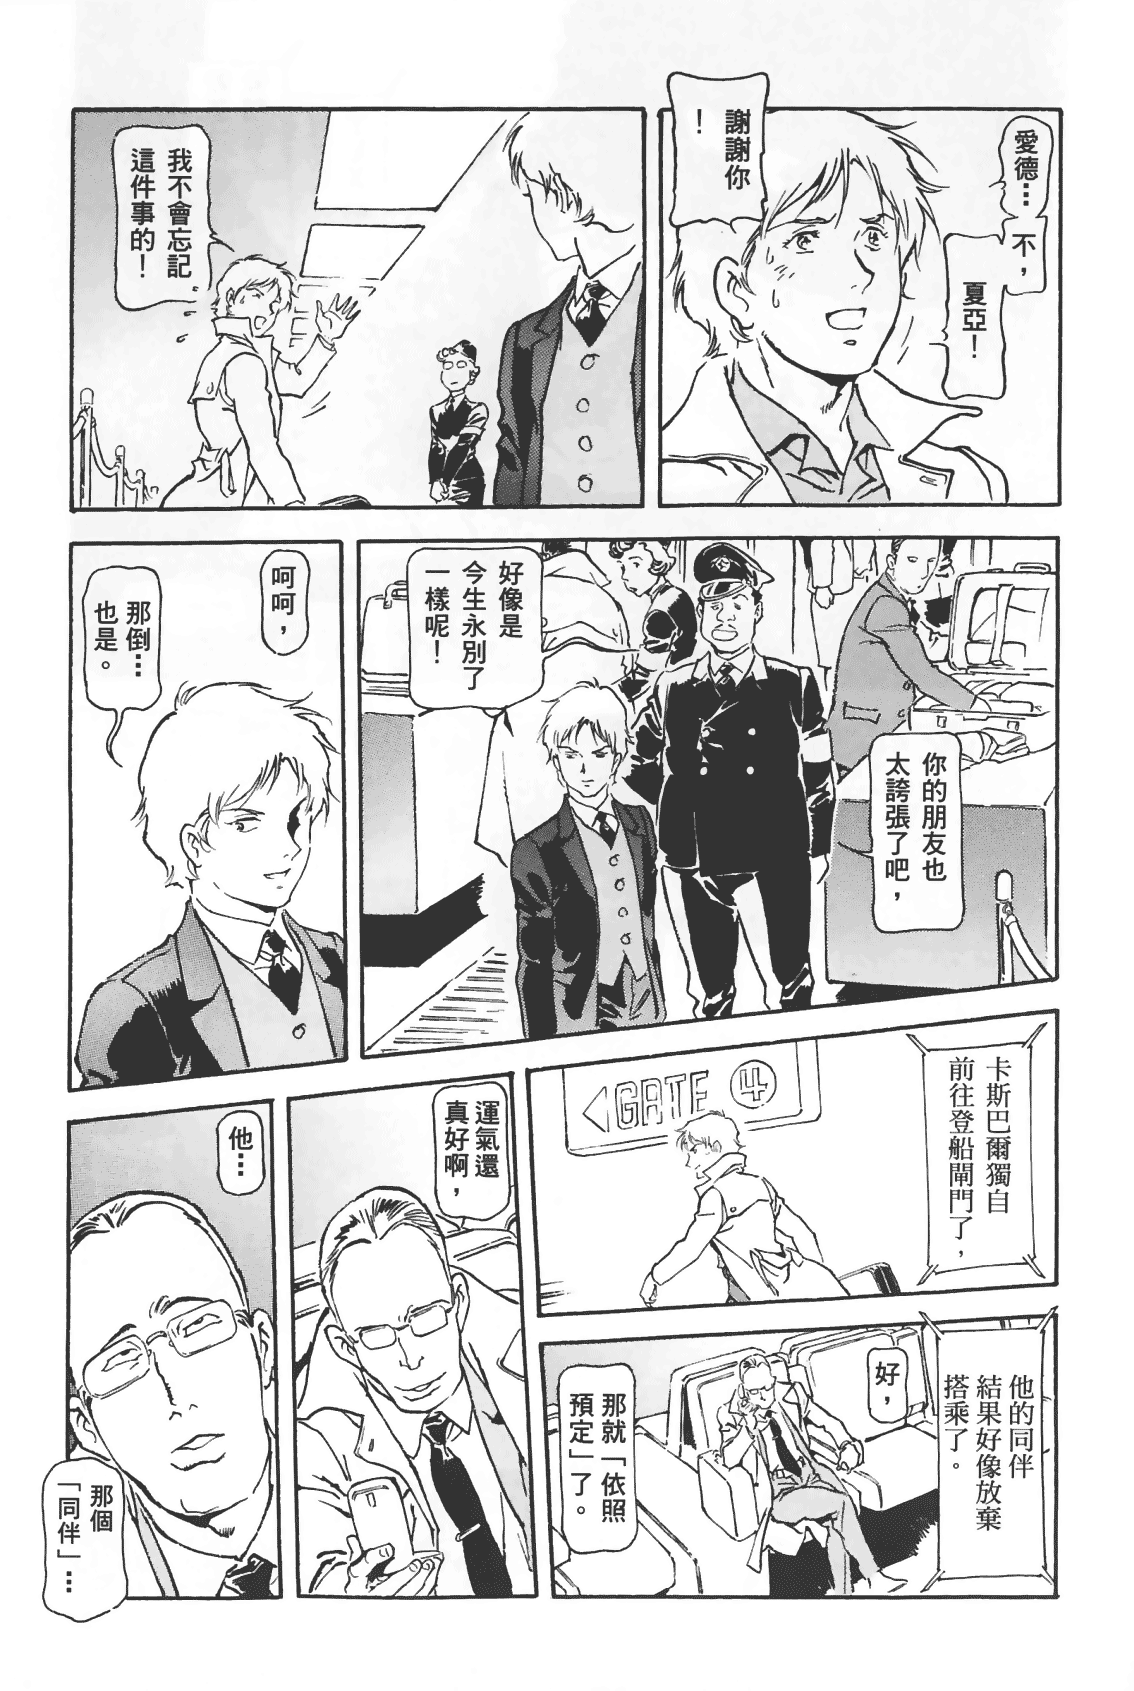 愛德…
不，
夏亞！
謝謝你
！
我不會忘記
這件事的！
你的朋友也
太誇張了吧，
好像是
今生永別了
一樣呢！
呵呵，
那倒…
也是。
卡斯巴爾獨自
前往登船閘門了，
GATE 4
他的同伴
結果好像放棄
搭乘了。
好，
那就「依照
預定」了。
運氣還
真好啊，
他…
那個
「同伴」…